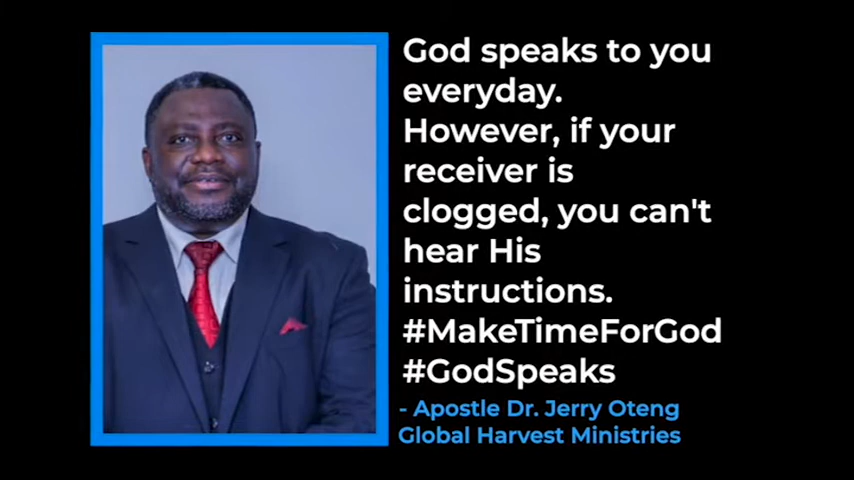 God speaks to you
everyday.
However, if your
receiver is
clogged, you can't
hear His
instructions.
#MakeTimeForGod
#GodSpeaks
- Apostle Dr. Jerry Oteng
Global Harvest Ministries